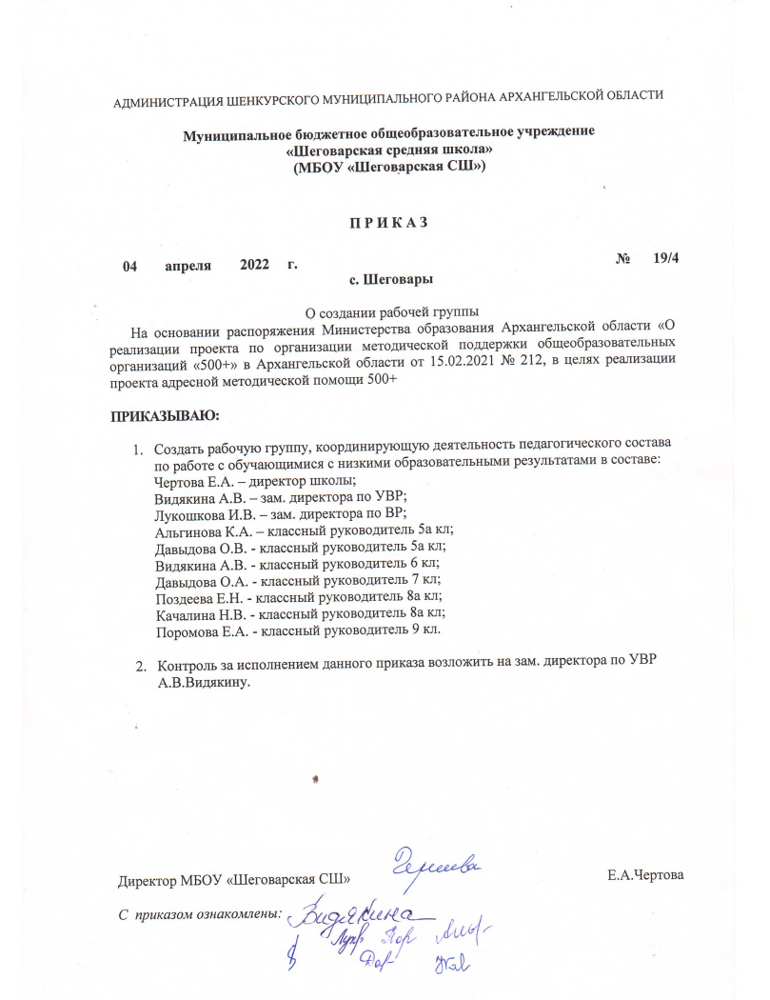 АДМИНИСТРАЦИЯ ШЕНКУРСКОГО МУНИЦИПАЛЬНОГО РАЙОНА АРХАНГЕЛЬСКОЙ ОБЛАСТИ
Муниципальное бюджетное общеобразовательное учреждение
«Шеговарская средняя школа»
(МБОУ «Шеговарская СШ»)
П Р И К А З
04 апреля 2022 г. № 19/4
с. Шеговары
О создании рабочей группы
На основании распоряжения Министерства образования Архангельской области «О
реализации проекта по организации методической поддержки общеобразовательных
организаций «500+» в Архангельской области от 15.02.2021 № 212, в целях реализации
проекта адресной методической помощи 500+
ПРИКАЗЫВАЮ:
1. Создать рабочую группу, координирующую деятельность педагогического состава
по работе с обучающимися с низкими образовательными результатами в составе:
Чертова Е.А. – директор школы;
Видякина А.В. – зам. директора по УВР;
Лукошкова И.В. – зам. директора по ВР;
Альгинова К.А. – классный руководитель 5а кл;
Давыдова О.В. - классный руководитель 5а кл;
Видякина А.В. - классный руководитель 6 кл;
Давыдова О.А. - классный руководитель 7 кл;
Поздеева Е.Н. - классный руководитель 8а кл;
Качалина Н.В. - классный руководитель 8а кл;
Поромова Е.А. - классный руководитель 9 кл.
2. Контроль за исполнением данного приказа возложить на зам. директора по УВР
А.В.Видякину.
Директор МБОУ «Шеговарская СШ» Е.А.Чертова
С приказом ознакомлены: Видякина